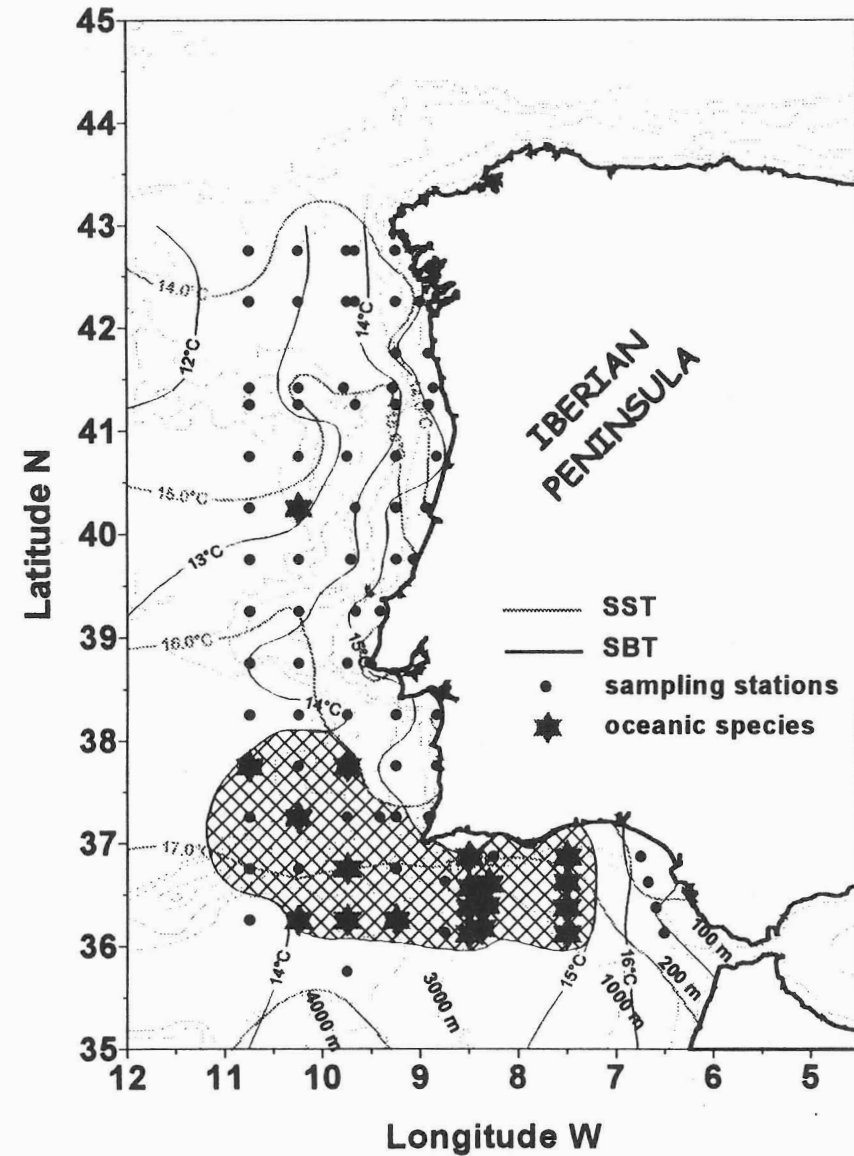 45
44
43
42
41
40
39
38
37
36
35
Latitude N
12
11
10
9
8
7
6
5
Longitude W
IBERIAN
PENINSULA
SST
SBT
sampling stations
oceanic species
14.0°C
12°C
14°C
15.0°C
13°C
16.0°C
15°C
14°C
17.0°C
14°C
4000 m
3000 m
15°C
1000 m
16°C
200 m
100 m